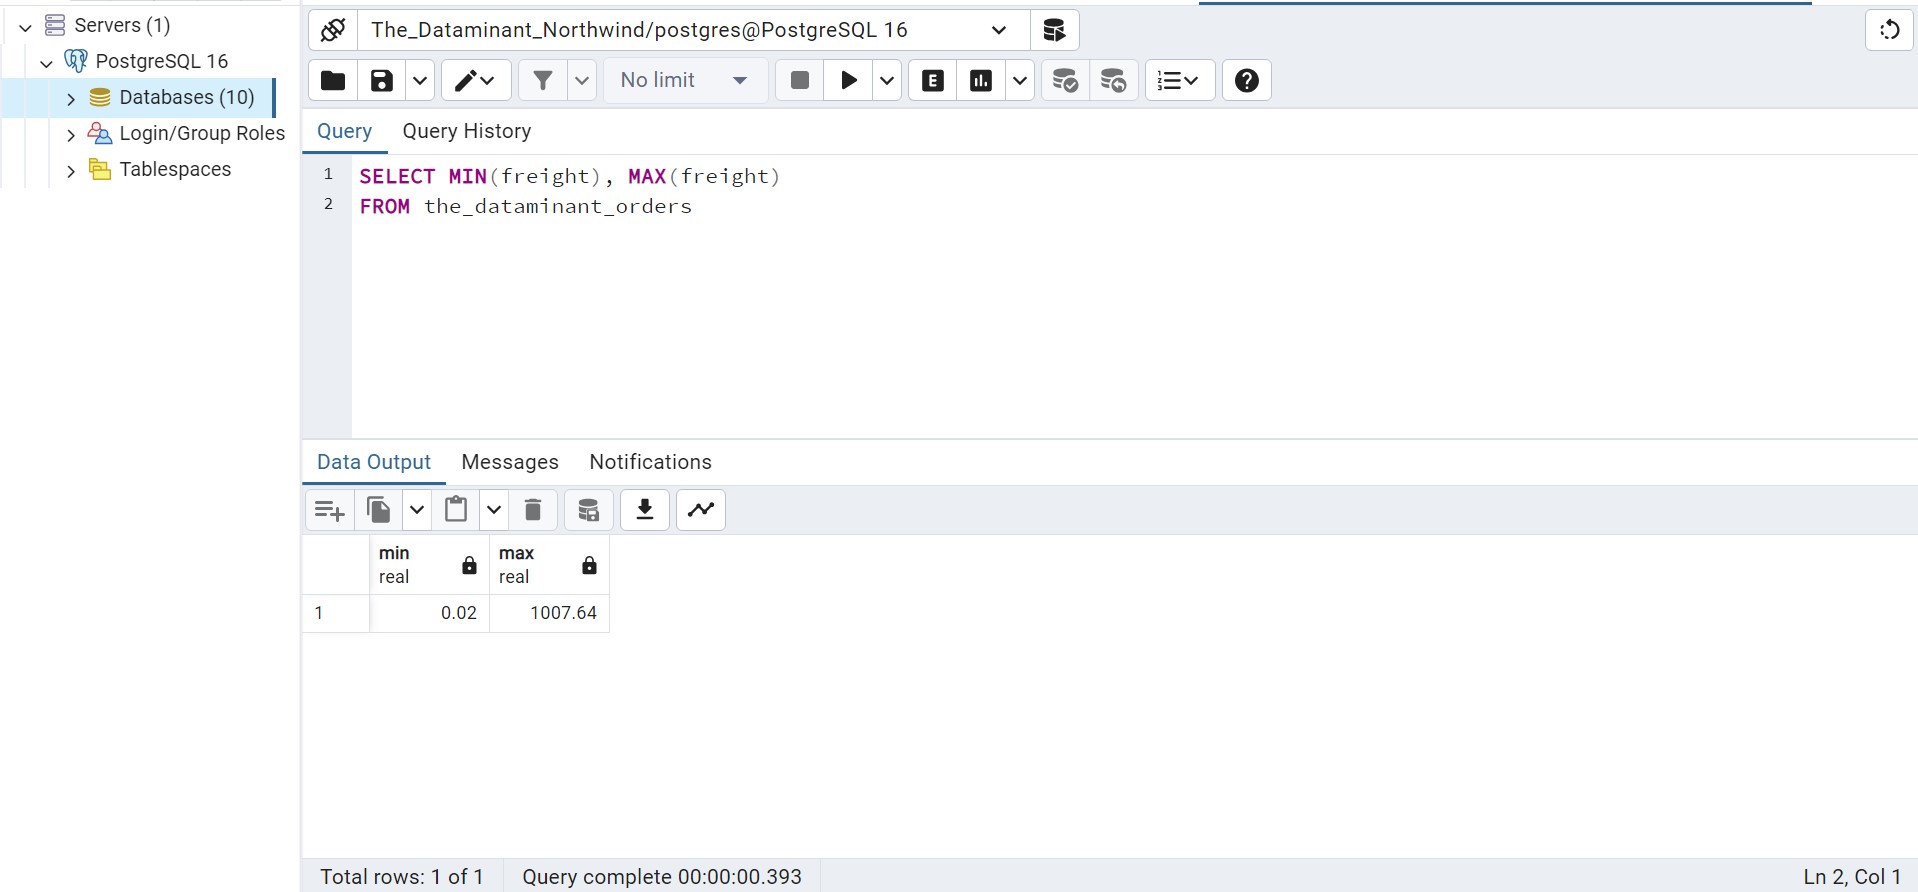 Servers (1)
PostgreSQL 16
Databases (10)
Login/Group Roles
Tablespaces
The_Dataminant_Northwind/postgres@PostgreSQL 16
No limit
E
Query Query History
1 SELECT MIN(freight), MAX(freight)
2 FROM the_dataminant_orders
Data Output Messages Notifications
min max
real real
1 0.02 1007.64
Total rows: 1 of 1 Query complete 00:00:00.393 Ln 2, Col 1